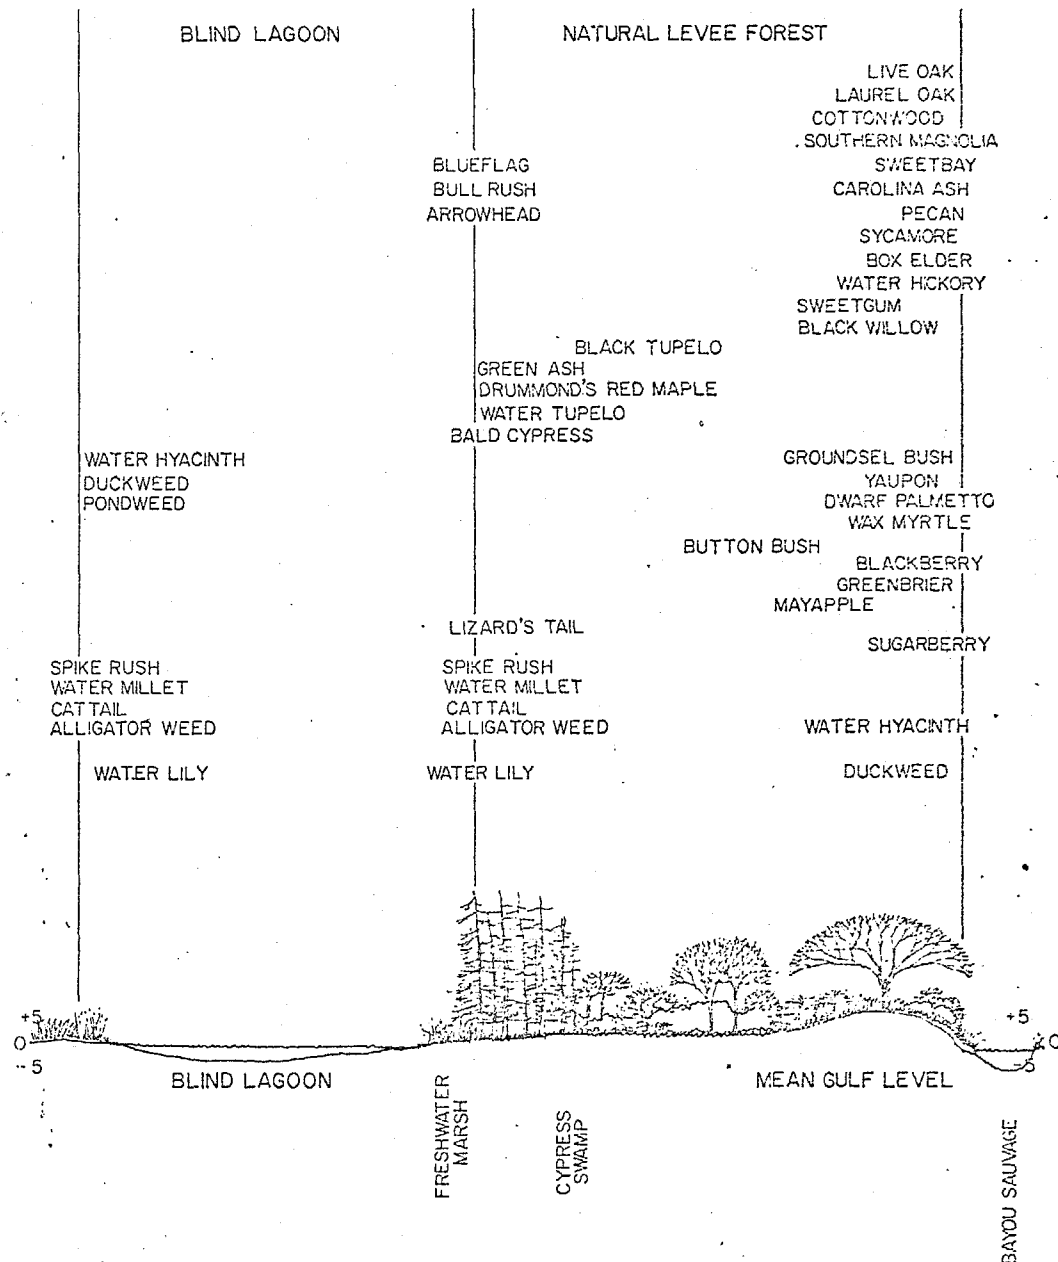 BLIND LAGOON
NATURAL LEVEE FOREST
LIVE OAK
LAUREL OAK
COTTONWOOD
SOUTHERN MAGNOLIA
BLUEFLAG
SWEETBAY
BULL RUSH
CAROLINA ASH
ARROWHEAD
PECAN
SYCAMORE
BOX ELDER
WATER HICKORY
SWEETGUM
BLACK WILLOW
BLACK TUPELO
GREEN ASH
DRUMMOND'S RED MAPLE
WATER TUPELO
BALD CYPRESS
WATER HYACINTH
GROUNDSEL BUSH
DUCKWEED
YAUPON
PONDWEED
DWARF PALMETTO
WAX MYRTLE
BUTTON BUSH
BLACKBERRY
GREENBRIER
MAYAPPLE
LIZARD'S TAIL
SUGARBERRY
SPIKE RUSH
SPIKE RUSH
WATER MILLET
WATER MILLET
CATTAIL
CATTAIL
ALLIGATOR WEED
ALLIGATOR WEED
WATER HYACINTH
WATER LILY
WATER LILY
DUCKWEED
+5
+5
0
0
-5
-5
BLIND LAGOON
MEAN GULF LEVEL
FRESHWATER
MARSH
CYPRESS
SWAMP
BAYOU SAUVAGE